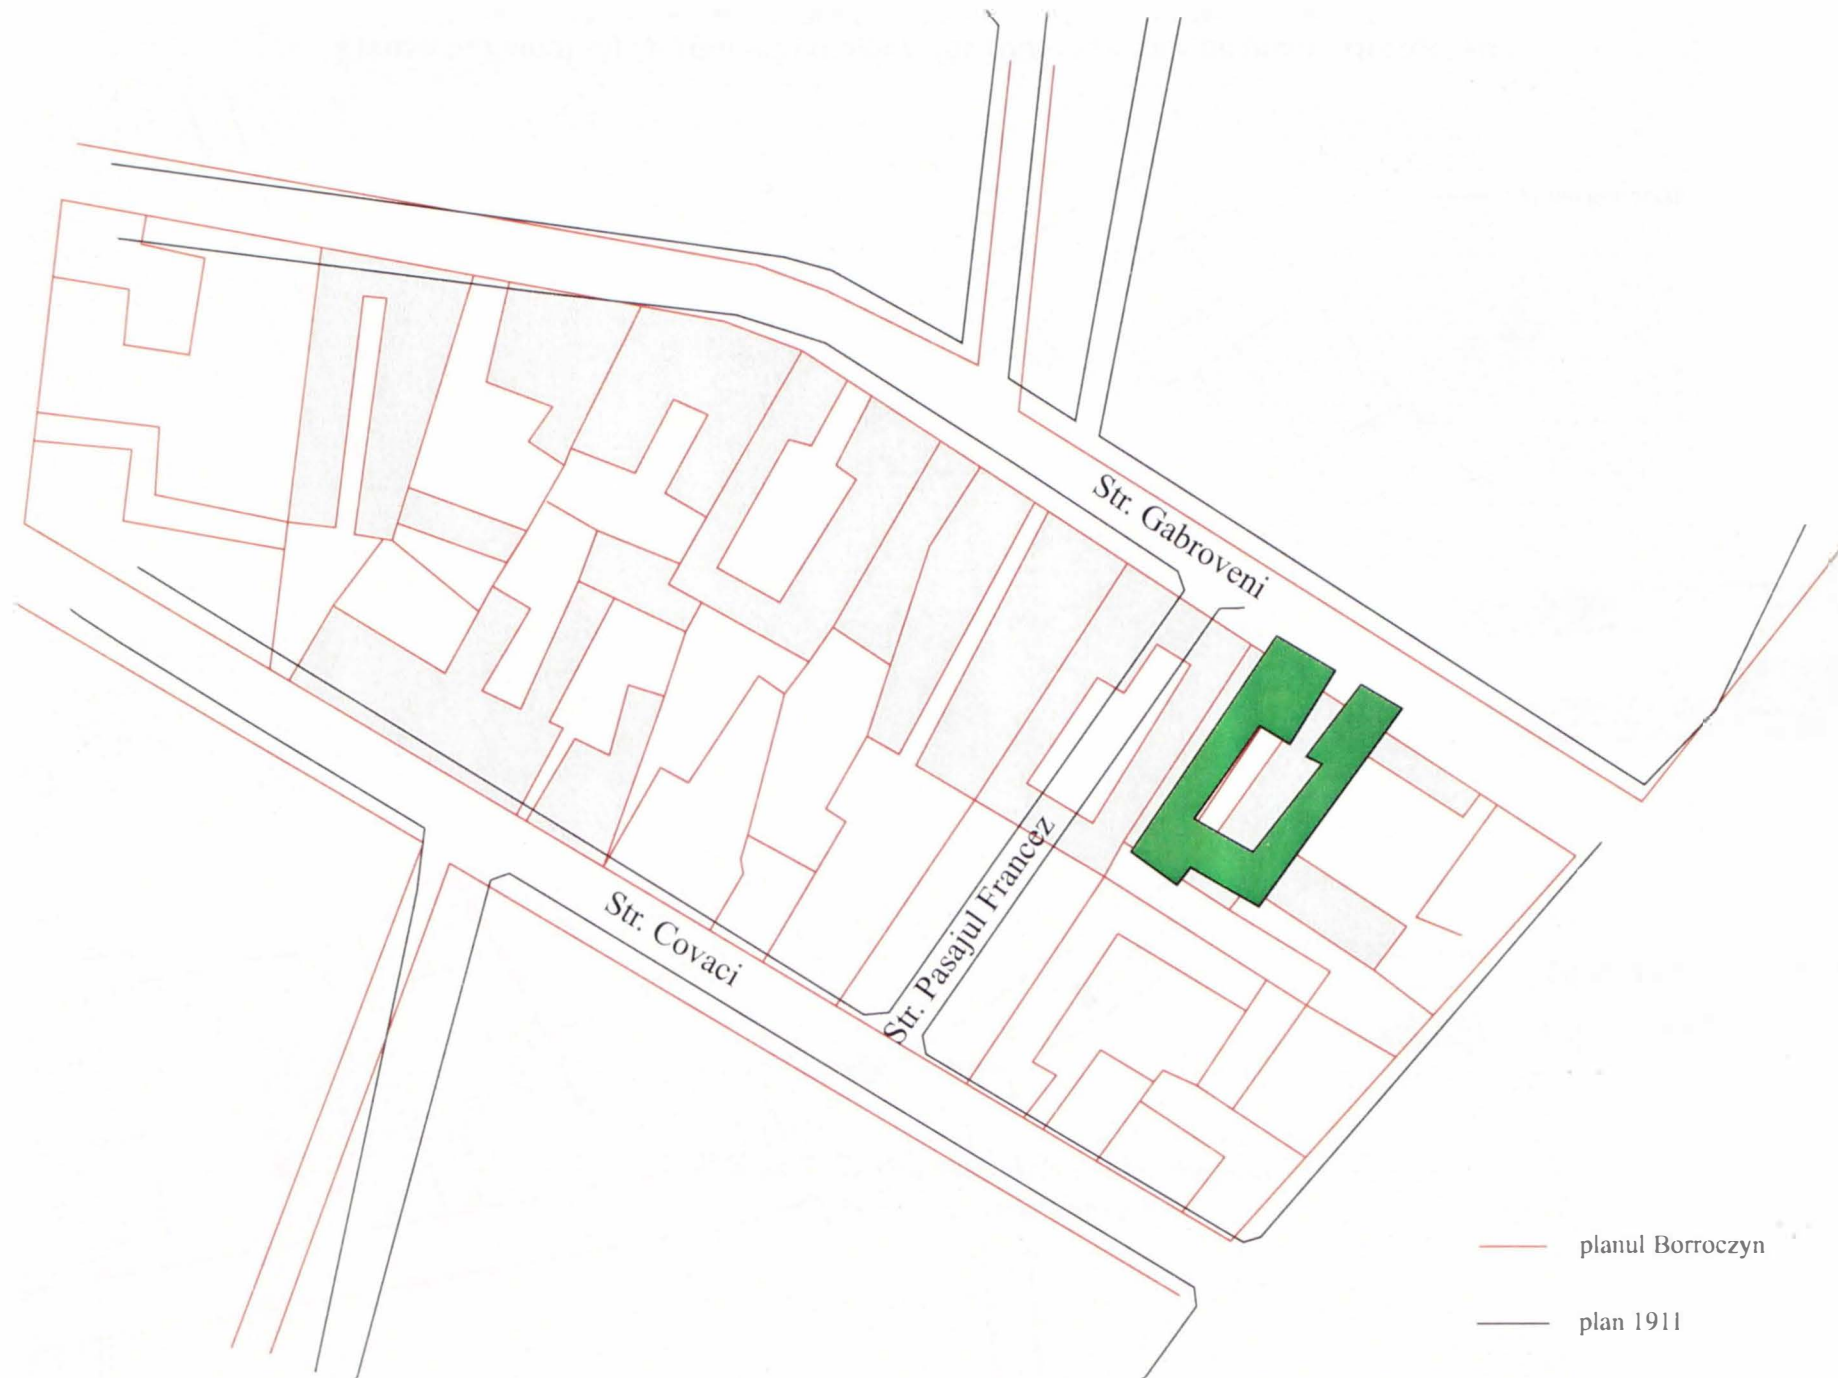 Str. Gabroveni
Str. Pasajul Francez
Str. Covaci
planul Borroczyn
plan 1911